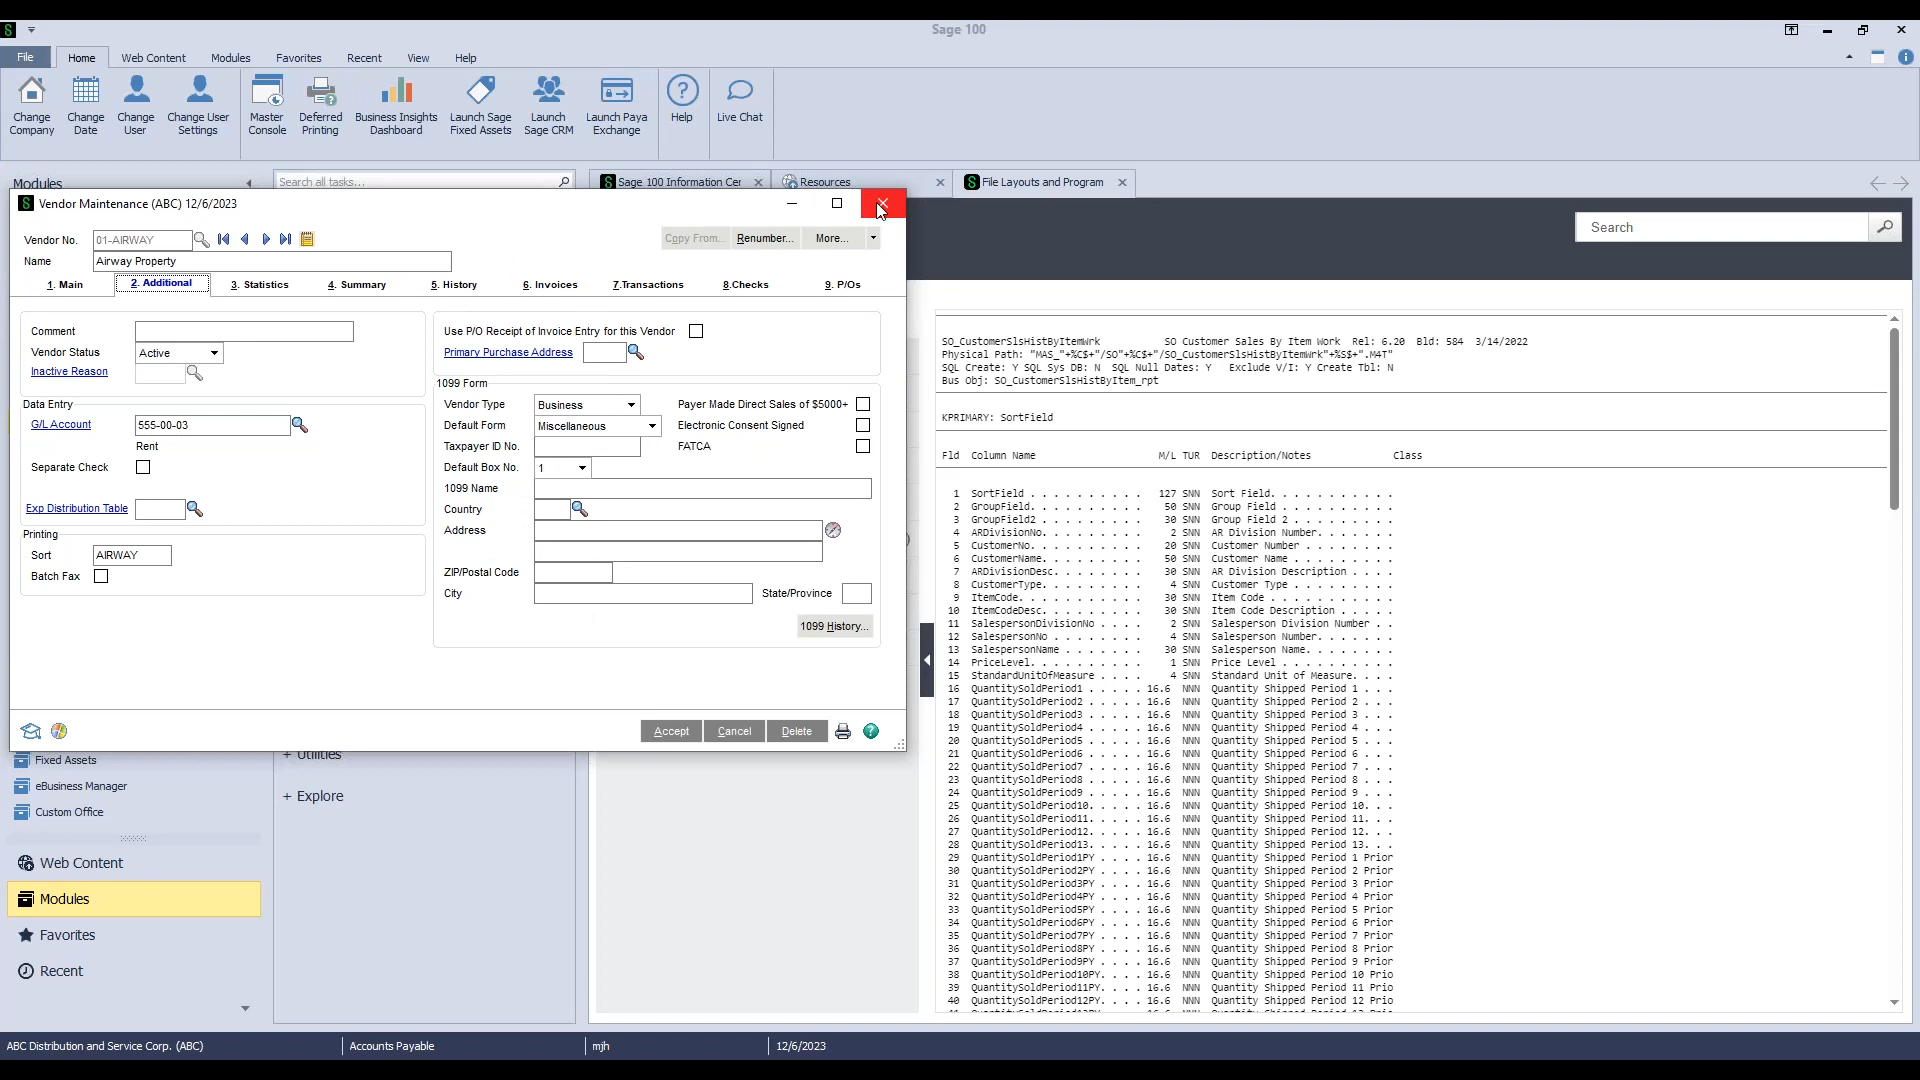 Sage 100
File Home Web Content Modules Favorites Recent View Help
Change Company
Change Date
Change User
Change User Settings
Master Console
Deferred Printing
Business Insights Dashboard
Launch Sage Fixed Assets
Launch Sage CRM
Launch Paya Exchange
Help
Live Chat
Modules
Search all tasks...
Sage 100 Information Cer
Resources
File Layouts and Program
Search
Vendor Maintenance (ABC) 12/6/2023
Vendor No. 01-AIRWAY
Copy From... Renumber... More...
Name Airway Property
1. Main 2. Additional 3. Statistics 4. Summary 5. History 6. Invoices 7.Transactions 8.Checks 9. P/Os
Comment
Vendor Status Active
Inactive Reason
Data Entry
G/L Account 555-00-03
Rent
Separate Check
Exp Distribution Table
Printing
Sort AIRWAY
Batch Fax
Use P/O Receipt of Invoice Entry for this Vendor
Primary Purchase Address
1099 Form
Vendor Type Business Payer Made Direct Sales of $5000+
Default Form Miscellaneous Electronic Consent Signed
Taxpayer ID No. FATCA
Default Box No. 1
1099 Name
Country
Address
ZIP/Postal Code
City State/Province
1099 History...
Accept Cancel Delete
Fixed Assets
eBusiness Manager
Custom Office
Web Content
Modules
Favorites
Recent
+ Utilities
+ Explore
SO_CustomerSlsHistByItemWrk SO Customer Sales By Item Work Rel: 6.20 Bld: 584 3/14/2022
Physical Path: "MAS_"+%C$+"/SO"+%C$+"/SO_CustomerSlsHistByItemWrk"+%S$+".M4T"
SQL Create: Y SQL Sys DB: N SQL Null Dates: Y Exclude V/I: Y Create Tbl: N
Bus Obj: SO_CustomerSlsHistByItem_rpt
KPRIMARY: SortField
Fld Column Name M/L TUR Description/Notes Class
1 SortField . . . . . . . . . . 127 SNN Sort Field. . . . . . . . . .
2 GroupField. . . . . . . . . . 50 SNN Group Field . . . . . . . . .
3 GroupField2 . . . . . . . . . 30 SNN Group Field 2 . . . . . . . .
4 ARDivisionNo. . . . . . . . . 2 SNN AR Division Number. . . . . .
5 CustomerNo. . . . . . . . . . 20 SNN Customer Number . . . . . . .
6 CustomerName. . . . . . . . . 50 SNN Customer Name . . . . . . . .
7 ARDivisionDesc. . . . . . . . 30 SNN AR Division Description . . . .
8 CustomerType. . . . . . . . . 4 SNN Customer Type . . . . . . . .
9 ItemCode. . . . . . . . . . . 30 SNN Item Code . . . . . . . . . .
10 ItemCodeDesc. . . . . . . . . 30 SNN Item Code Description . . . . .
11 SalespersonDivisionNo . . . . 2 SNN Salesperson Division Number . .
12 SalespersonNo . . . . . . . . 4 SNN Salesperson Number. . . . . .
13 SalespersonName . . . . . . . 30 SNN Salesperson Name. . . . . . .
14 PriceLevel. . . . . . . . . . 1 SNN Price Level . . . . . . . . .
15 StandardUnitOfMeasure . . . . 4 SNN Standard Unit of Measure. . . .
16 QuantitySoldPeriod1 . . . . . 16.6 NNN Quantity Shipped Period 1 . . .
17 QuantitySoldPeriod2 . . . . . 16.6 NNN Quantity Shipped Period 2 . . .
18 QuantitySoldPeriod3 . . . . . 16.6 NNN Quantity Shipped Period 3 . . .
19 QuantitySoldPeriod4 . . . . . 16.6 NNN Quantity Shipped Period 4 . . .
20 QuantitySoldPeriod5 . . . . . 16.6 NNN Quantity Shipped Period 5 . . .
21 QuantitySoldPeriod6 . . . . . 16.6 NNN Quantity Shipped Period 6 . . .
22 QuantitySoldPeriod7 . . . . . 16.6 NNN Quantity Shipped Period 7 . . .
23 QuantitySoldPeriod8 . . . . . 16.6 NNN Quantity Shipped Period 8 . . .
24 QuantitySoldPeriod9 . . . . . 16.6 NNN Quantity Shipped Period 9 . . .
25 QuantitySoldPeriod10. . . . . 16.6 NNN Quantity Shipped Period 10. . .
26 QuantitySoldPeriod11. . . . . 16.6 NNN Quantity Shipped Period 11. . .
27 QuantitySoldPeriod12. . . . . 16.6 NNN Quantity Shipped Period 12. . .
28 QuantitySoldPeriod13. . . . . 16.6 NNN Quantity Shipped Period 13. . .
29 QuantitySoldPeriod1PY . . . . 16.6 NNN Quantity Shipped Period 1 Prior
30 QuantitySoldPeriod2PY . . . . 16.6 NNN Quantity Shipped Period 2 Prior
31 QuantitySoldPeriod3PY . . . . 16.6 NNN Quantity Shipped Period 3 Prior
32 QuantitySoldPeriod4PY . . . . 16.6 NNN Quantity Shipped Period 4 Prior
33 QuantitySoldPeriod5PY . . . . 16.6 NNN Quantity Shipped Period 5 Prior
34 QuantitySoldPeriod6PY . . . . 16.6 NNN Quantity Shipped Period 6 Prior
35 QuantitySoldPeriod7PY . . . . 16.6 NNN Quantity Shipped Period 7 Prior
36 QuantitySoldPeriod8PY . . . . 16.6 NNN Quantity Shipped Period 8 Prior
37 QuantitySoldPeriod9PY . . . . 16.6 NNN Quantity Shipped Period 9 Prior
38 QuantitySoldPeriod10PY. . . . 16.6 NNN Quantity Shipped Period 10 Prio
39 QuantitySoldPeriod11PY. . . . 16.6 NNN Quantity Shipped Period 11 Prio
40 QuantitySoldPeriod12PY. . . . 16.6 NNN Quantity Shipped Period 12 Prio
ABC Distribution and Service Corp. (ABC) Accounts Payable mjh 12/6/2023